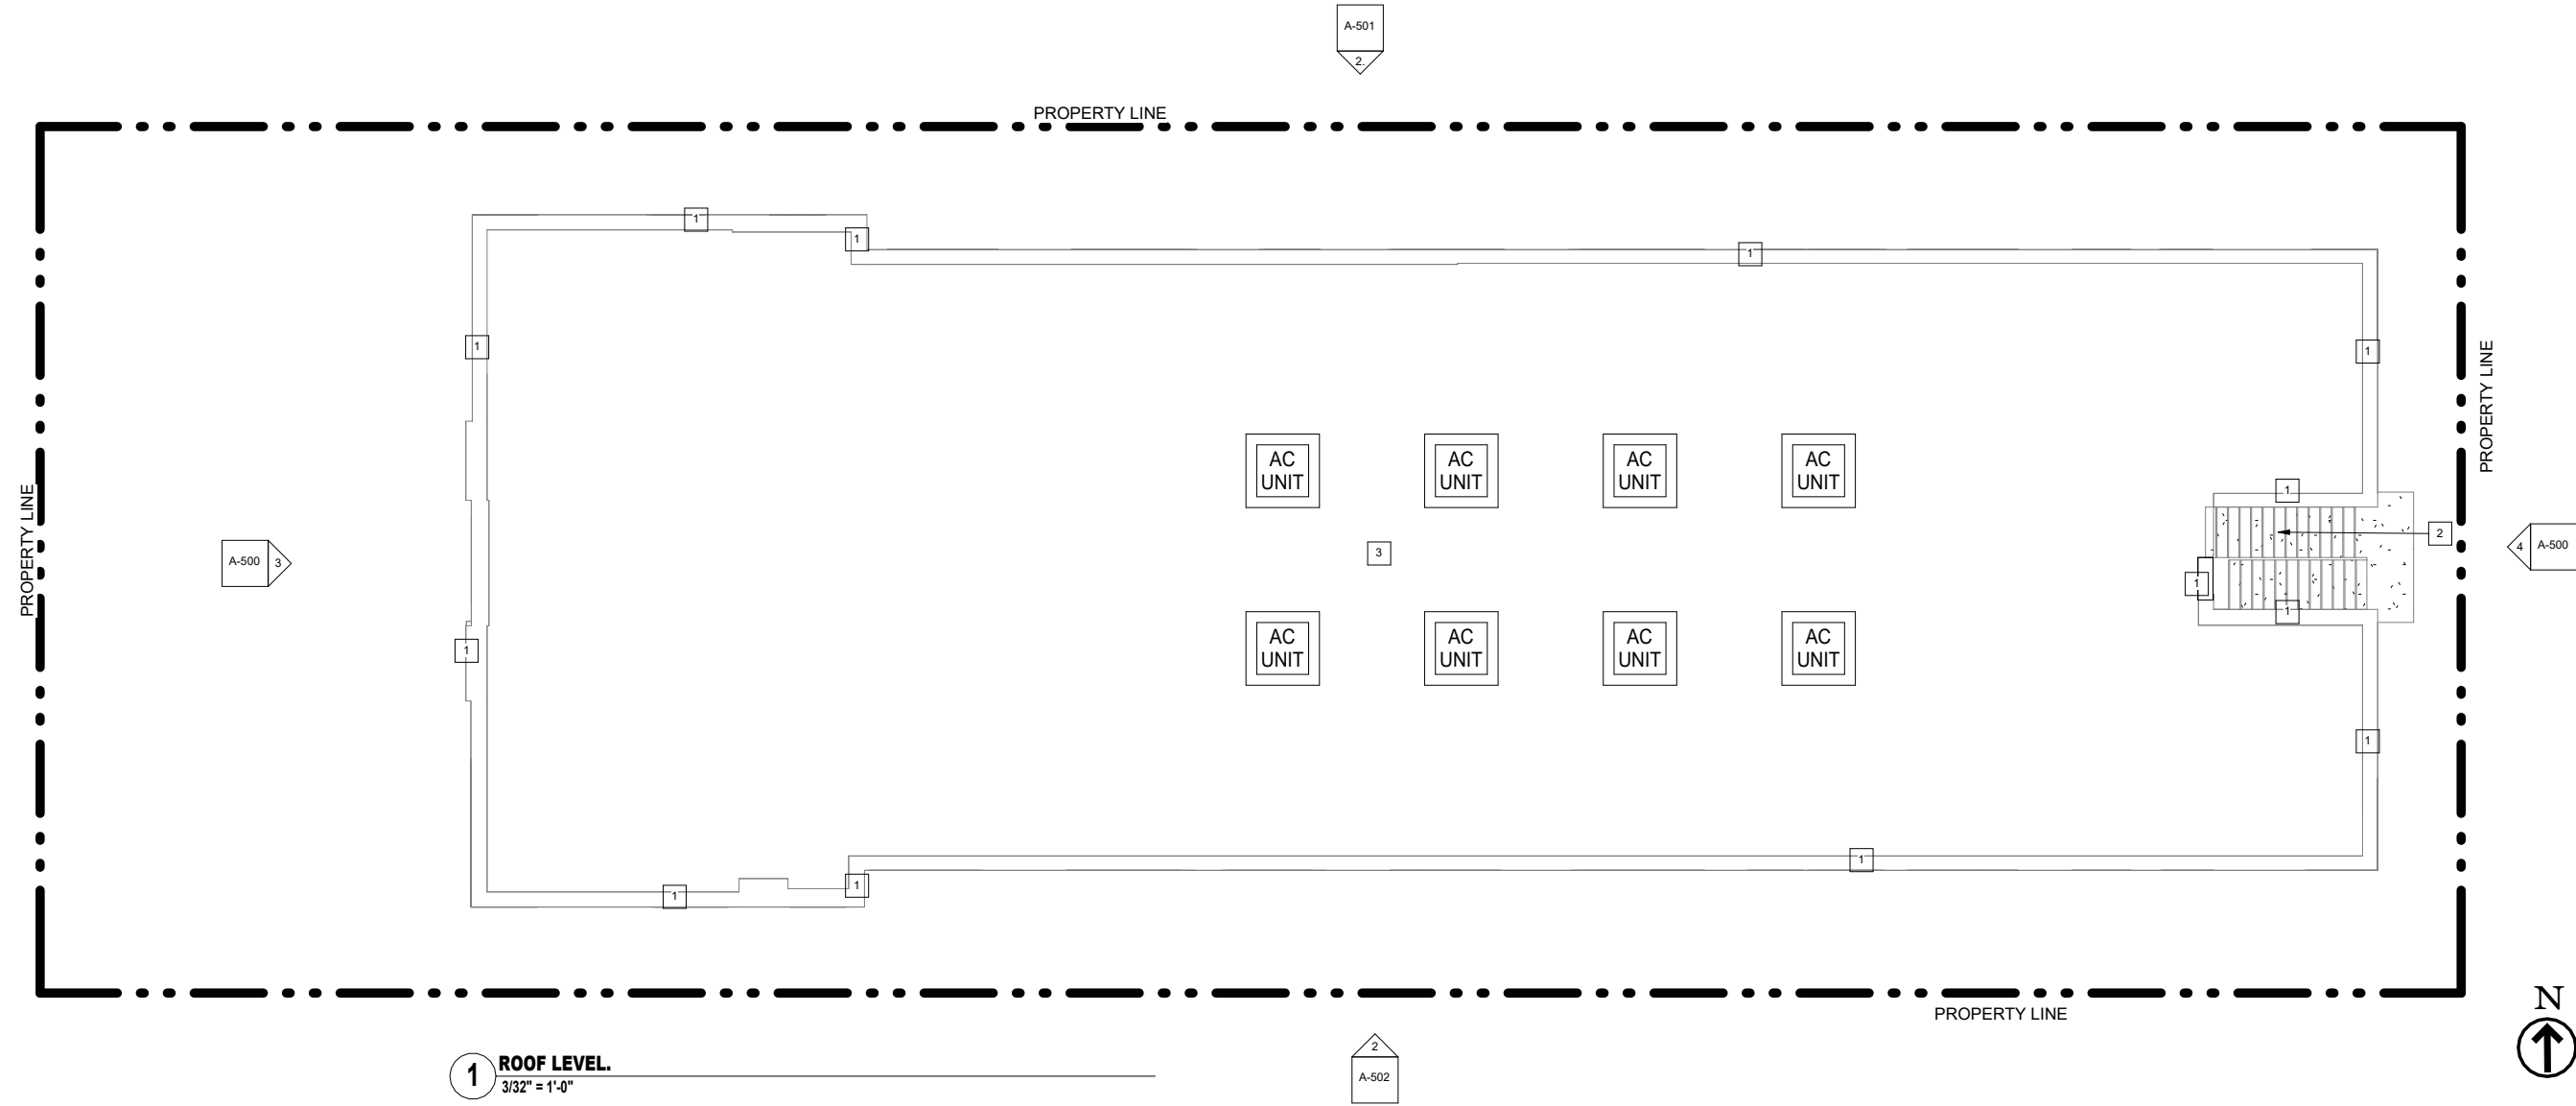 A-501
2.
PROPERTY LINE
1
1
1
1
1
PROPERTY LINE
AC
UNIT
AC
UNIT
AC
UNIT
AC
UNIT
1
PROPERTY LINE
A-500
3
3
2
4
A-500
1
1
1
AC
UNIT
AC
UNIT
AC
UNIT
AC
UNIT
1
1
1
1
1
PROPERTY LINE
N
1
ROOF LEVEL.
3/32" = 1'-0"
2
A-502